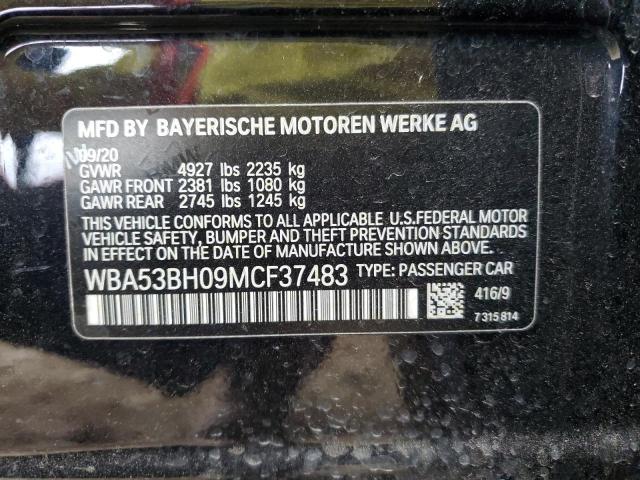 MFD BY BAYERISCHE MOTOREN WERKE AG
09/20
GVWR 4927 lbs 2235 kg
GAWR FRONT 2381 lbs 1080 kg
GAWR REAR 2745 lbs 1245 kg
THIS VEHICLE CONFORMS TO ALL APPLICABLE U.S.FEDERAL MOTOR
VEHICLE SAFETY, BUMPER AND THEFT PREVENTION STANDARDS
IN EFFECT ON THE DATE OF MANUFACTURE SHOWN ABOVE.
WBA53BH09MCF37483 TYPE: PASSENGER CAR
416/9
7315814